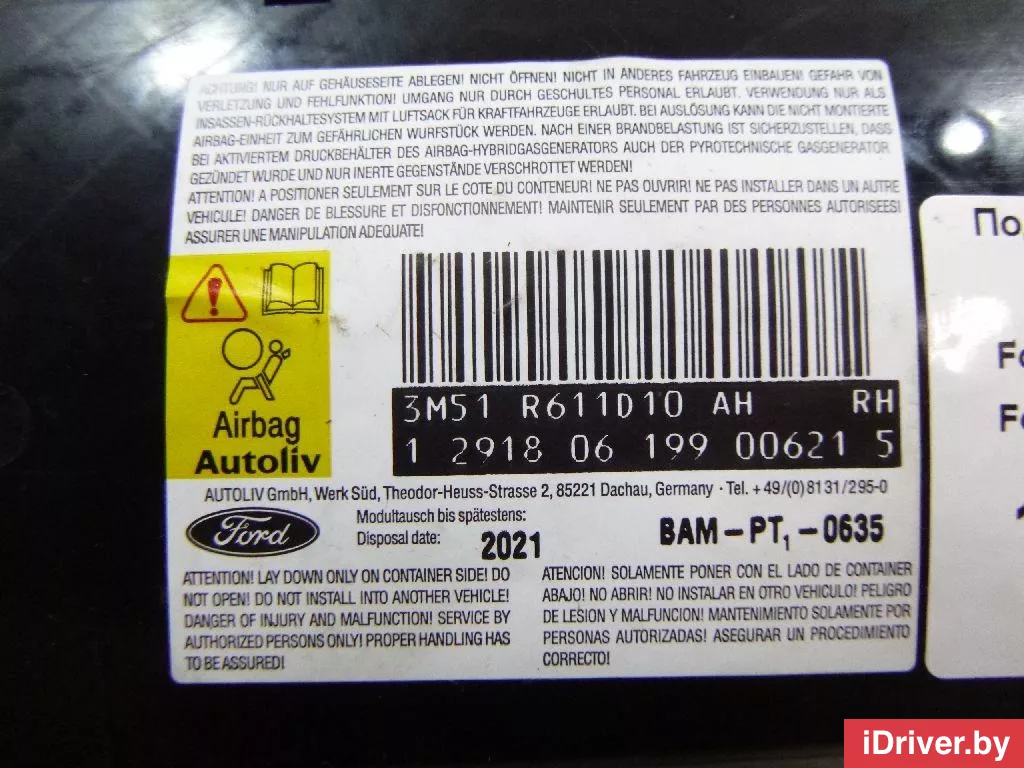 ACHTUNG! NUR AUF GEHÄUSESEITE ABLEGEN! NICHT ÖFFNEN! NICHT IN ANDERES FAHRZEUG EINBAUEN! GEFAHR VON
VERLETZUNG UND FEHLFUNKTION! UMGANG NUR DURCH GESCHULTES PERSONAL ERLAUBT. VERWENDUNG NUR ALS
INSASSEN-RÜCKHALTESYSTEM MIT LUFTSACK FÜR KRAFTFAHRZEUGE ERLAUBT. BEI AUSLÖSUNG KANN DIE NICHT MONTIERTE
AIRBAG-EINHEIT ZUM GEFÄHRLICHEN WURFSTÜCK WERDEN. NACH EINER BRANDBELASTUNG IST SICHERZUSTELLEN, DASS
BEI AKTIVIERTEM DRUCKBEHÄLTER DES AIRBAG-HYBRIDGASGENERATORS AUCH DER PYROTECHNISCHE GASGENERATOR
GEZÜNDET WURDE UND NUR INERTE GEGENSTÄNDE VERSCHROTTET WERDEN!
ATTENTION! A POSITIONER SEULEMENT SUR LE COTE DU CONTENEUR! NE PAS OUVRIR! NE PAS INSTALLER DANS UN AUTRE
VEHICULE! DANGER DE BLESSURE ET DISFONCTIONNEMENT! MAINTENIR SEULEMENT PAR DES PERSONNES AUTORISEES!
ASSURER UNE MANIPULATION ADEQUATE!
Airbag
Autoliv
3M51 R611D10 AH RH
1 2918 06 199 00621 5
AUTOLIV GmbH, Werk Süd, Theodor-Heuss-Strasse 2, 85221 Dachau, Germany · Tel. +49/(0)8131/295-0
Ford
Modultausch bis spätestens:
Disposal date: 2021
BAM-PT1-0635
ATTENTION! LAY DOWN ONLY ON CONTAINER SIDE! DO
NOT OPEN! DO NOT INSTALL INTO ANOTHER VEHICLE!
DANGER OF INJURY AND MALFUNCTION! SERVICE BY
AUTHORIZED PERSONS ONLY! PROPER HANDLING HAS
TO BE ASSURED!
ATENCION! SOLAMENTE PONER CON EL LADO DE CONTAINER
ABAJO! NO ABRIR! NO INSTALAR EN OTRO VEHICULO! PELIGRO
DE LESION Y MALFUNCION! MANTENIMIENTO SOLAMENTE POR
PERSONAS AUTORIZADAS! ASEGURAR UN PROCEDIMIENTO
CORRECTO!
iDriver.by